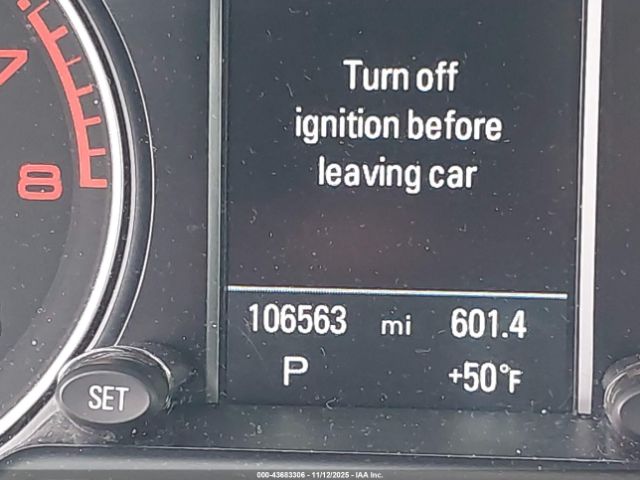 7
8
Turn off
ignition before
leaving car
106563 mi 601.4
P +50°F
SET
000-43683306 - 11/12/2025 - IAA Inc.